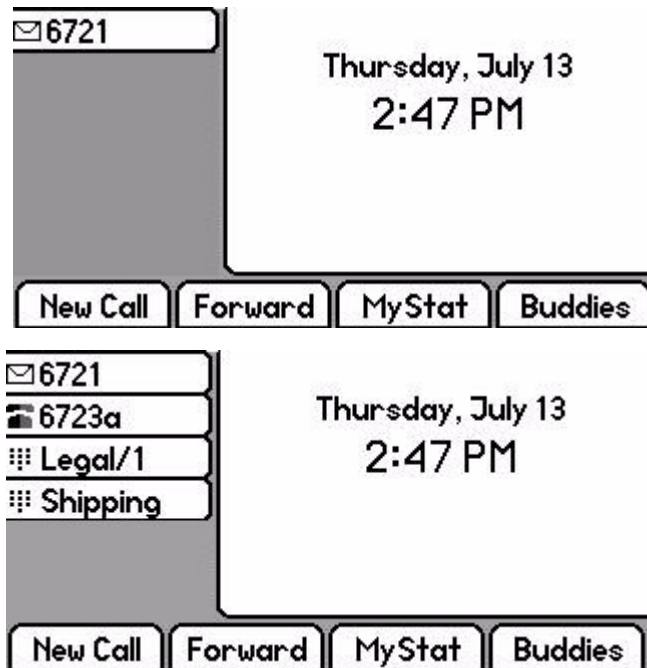 6721
Thursday, July 13
2:47 PM
New Call Forward MyStat Buddies
6721
6723a
Legal/1
Shipping
Thursday, July 13
2:47 PM
New Call Forward MyStat Buddies